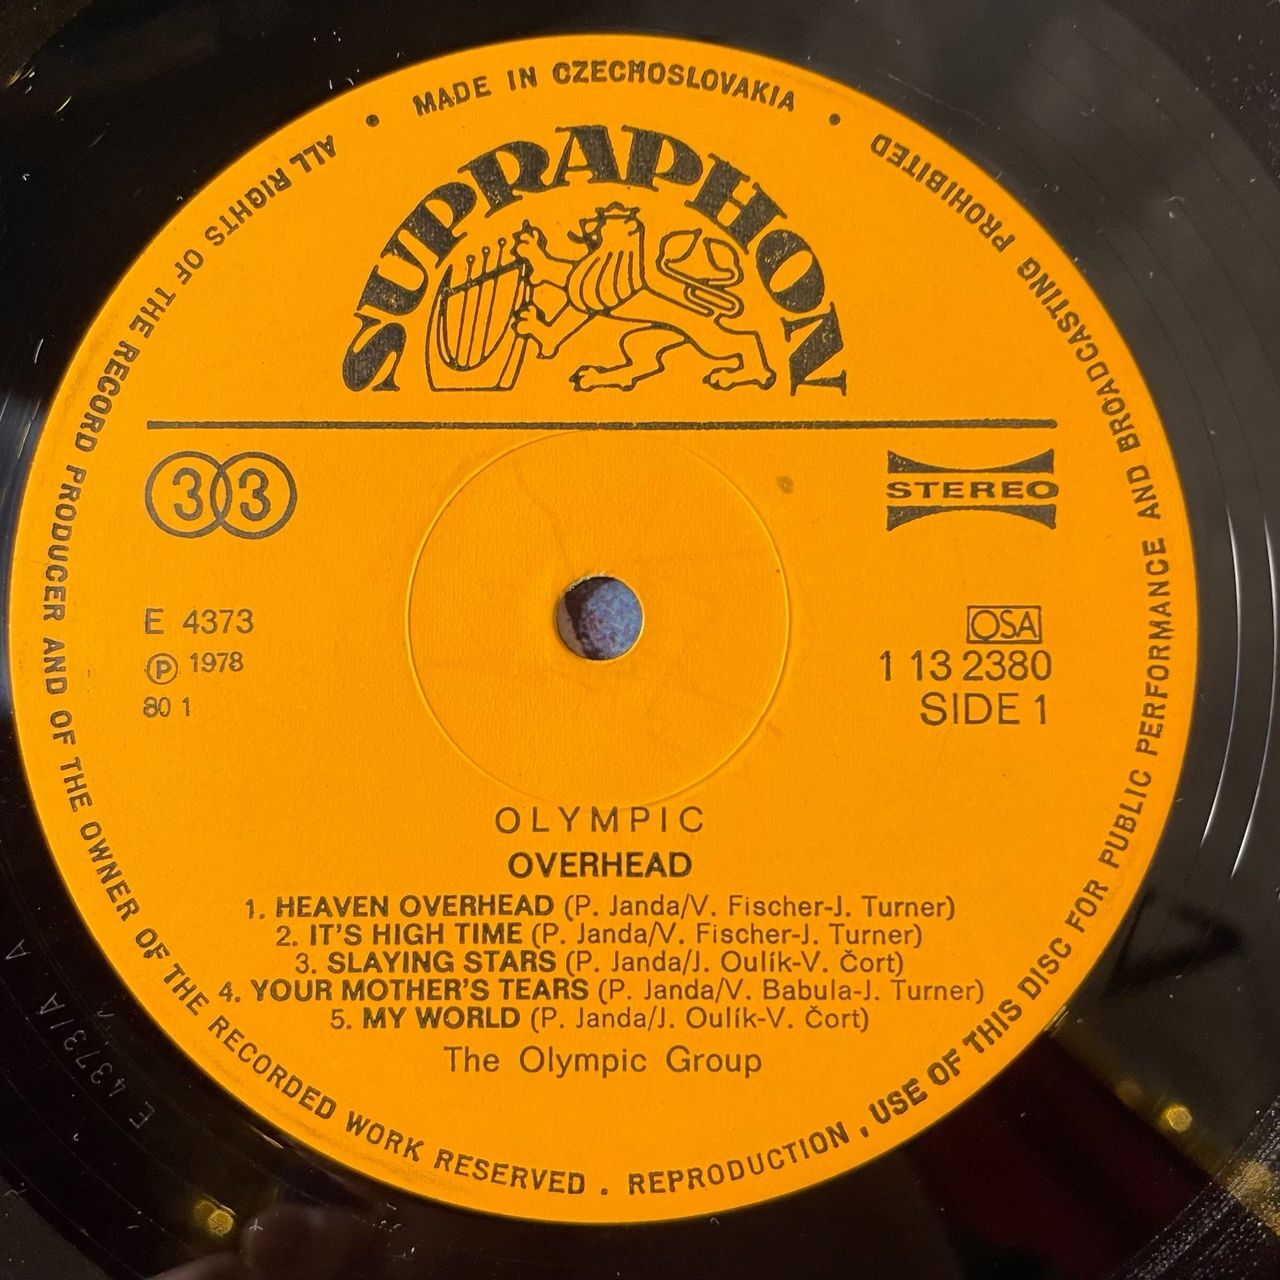 MADE IN CZECHOSLOVAKIA
SUPRAPHON
33
STEREO
E 4373
Ⓟ 1978
80 1
OSA
1 13 2380
SIDE 1
OLYMPIC
OVERHEAD
1. HEAVEN OVERHEAD (P. Janda/V. Fischer-J. Turner)
2. IT'S HIGH TIME (P. Janda/V. Fischer-J. Turner)
3. SLAYING STARS (P. Janda/J. Oulík-V. Čort)
4. YOUR MOTHER'S TEARS (P. Janda/V. Babula-J. Turner)
5. MY WORLD (P. Janda/J. Oulík-V. Čort)
The Olympic Group
ALL RIGHTS OF THE RECORD PRODUCER AND OF THE OWNER OF THE RECORDED WORK RESERVED . REPRODUCTION , USE OF THIS DISC FOR PUBLIC PERFORMANCE AND BROADCASTING PROHIBITED
E 4373/A A